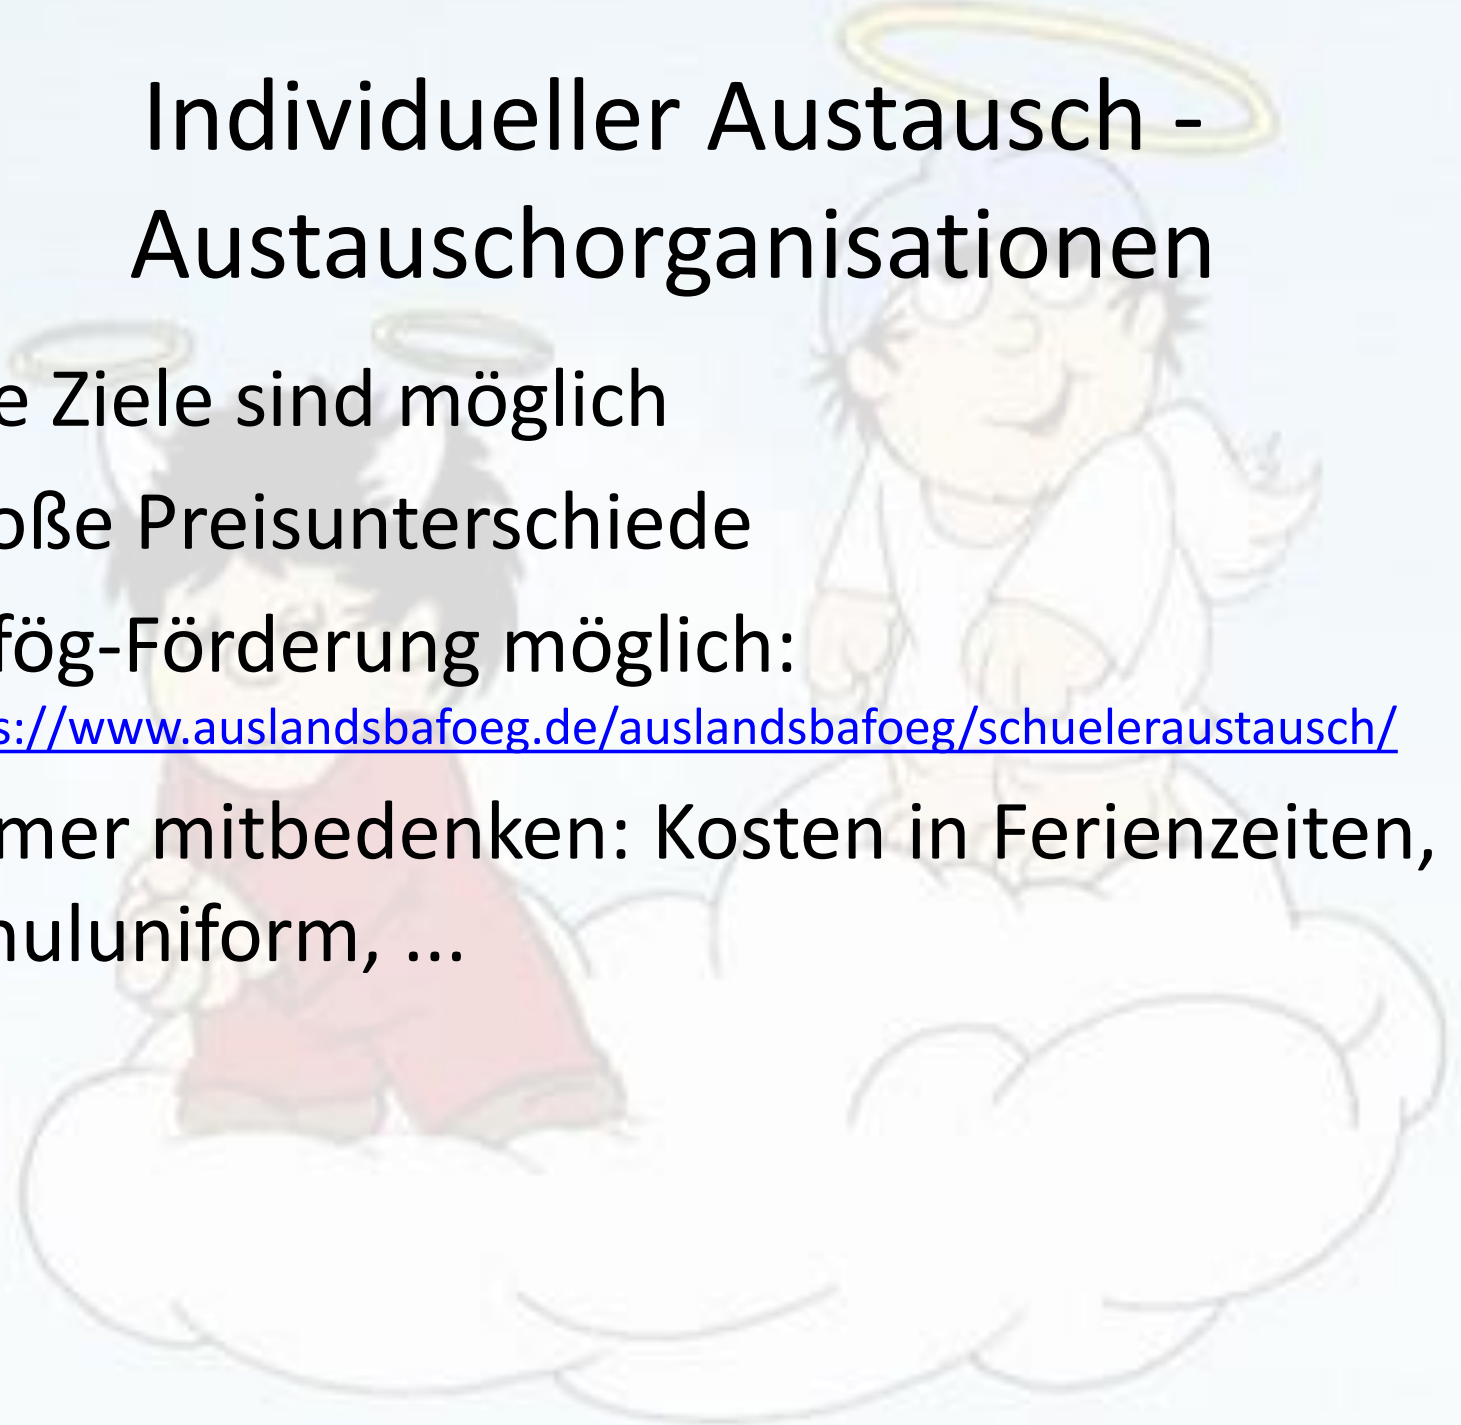 Individueller Austausch -
Austauschorganisationen
e Ziele sind möglich
oße Preisunterschiede
fög-Förderung möglich:
s://www.auslandsbafoeg.de/auslandsbafoeg/schueleraustausch/
mer mitbedenken: Kosten in Ferienzeiten,
huluniform, ...